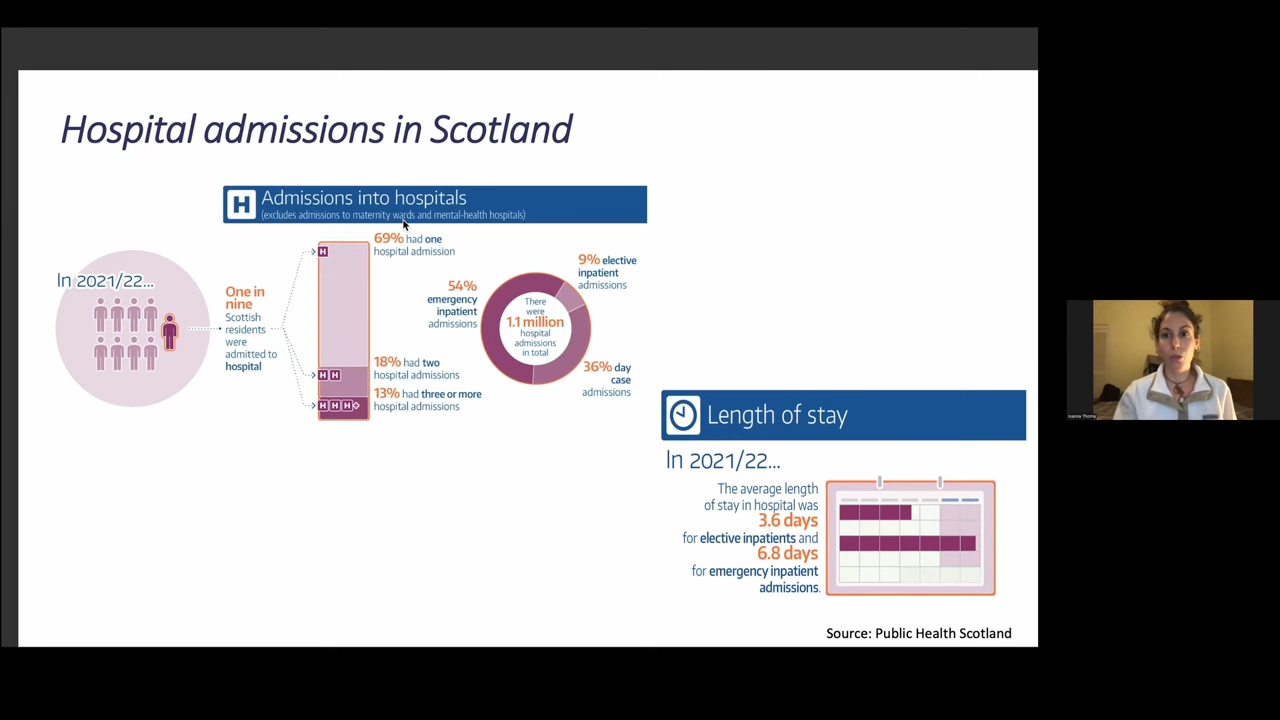 Hospital admissions in Scotland
H
Admissions into hospitals
(excludes admissions to maternity wards and mental-health hospitals)
In 2021/22...
One in
nine
Scottish
residents
were
admitted to
hospital
H
69% had one
hospital admission
H H
18% had two
hospital admissions
H H H+
13% had three or more
hospital admissions
54%
emergency
inpatient
admissions
There
were
1.1 million
hospital
admissions
in total
9% elective
inpatient
admissions
36% day
case
admissions
Length of stay
In 2021/22...
The average length
of stay in hospital was
3.6 days
for elective inpatients and
6.8 days
for emergency inpatient
admissions.
Source: Public Health Scotland